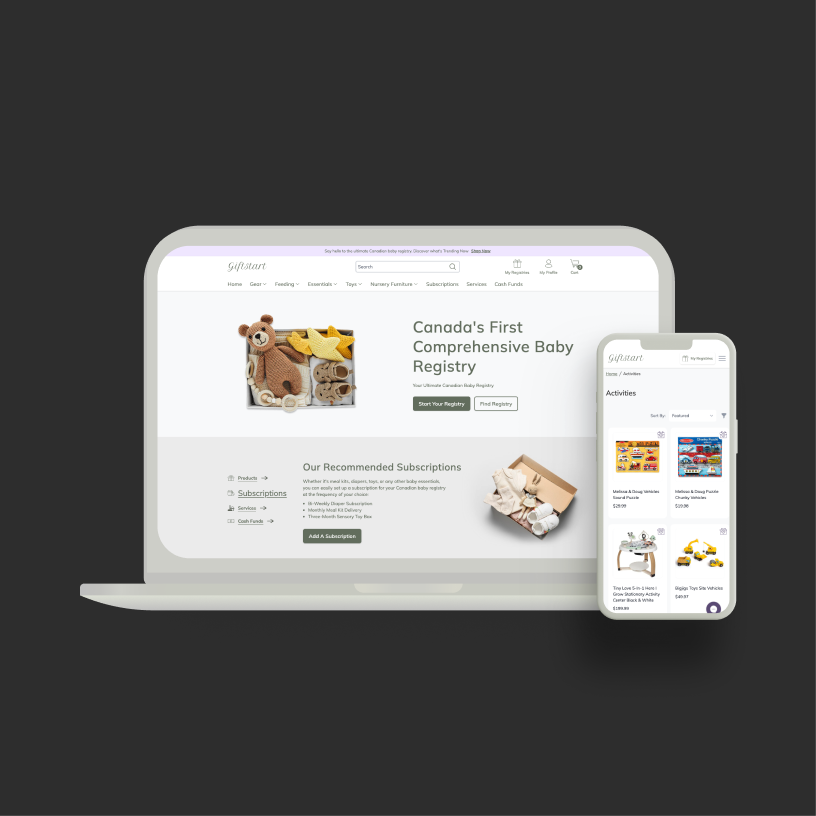 Say hello to the ultimate Canadian baby registry. Discover what's Trending Now Shop Now
Giftstart
Search
My Registries
My Profile
Cart
0
Home Gear Feeding Essentials Toys Nursery Furniture Subscriptions Services Cash Funds
Canada's First
Comprehensive Baby
Registry
Your Ultimate Canadian Baby Registry
Start Your Registry
Find Registry
Products
Subscriptions
Services
Cash Funds
Our Recommended Subscriptions
Whether it's meal kits, diapers, toys, or any other baby essentials,
you can easily set up a subscription for your Canadian baby registry
at the frequency of your choice:
• Bi-Weekly Diaper Subscription
• Monthly Meal Kit Delivery
• Three-Month Sensory Toy Box
Add A Subscription
Giftstart
My Registries
Home / Activities
Activities
Sort By: Featured
Melissa & Doug Vehicles
Sound Puzzle
$29.99
Melissa & Doug Puzzle
Chunky Vehicles
$19.98
Tiny Love 5-in-1 Here I
Grow Stationary Activity
Center Black & White
$199.99
Bigjigs Toys Site Vehicles
$49.97